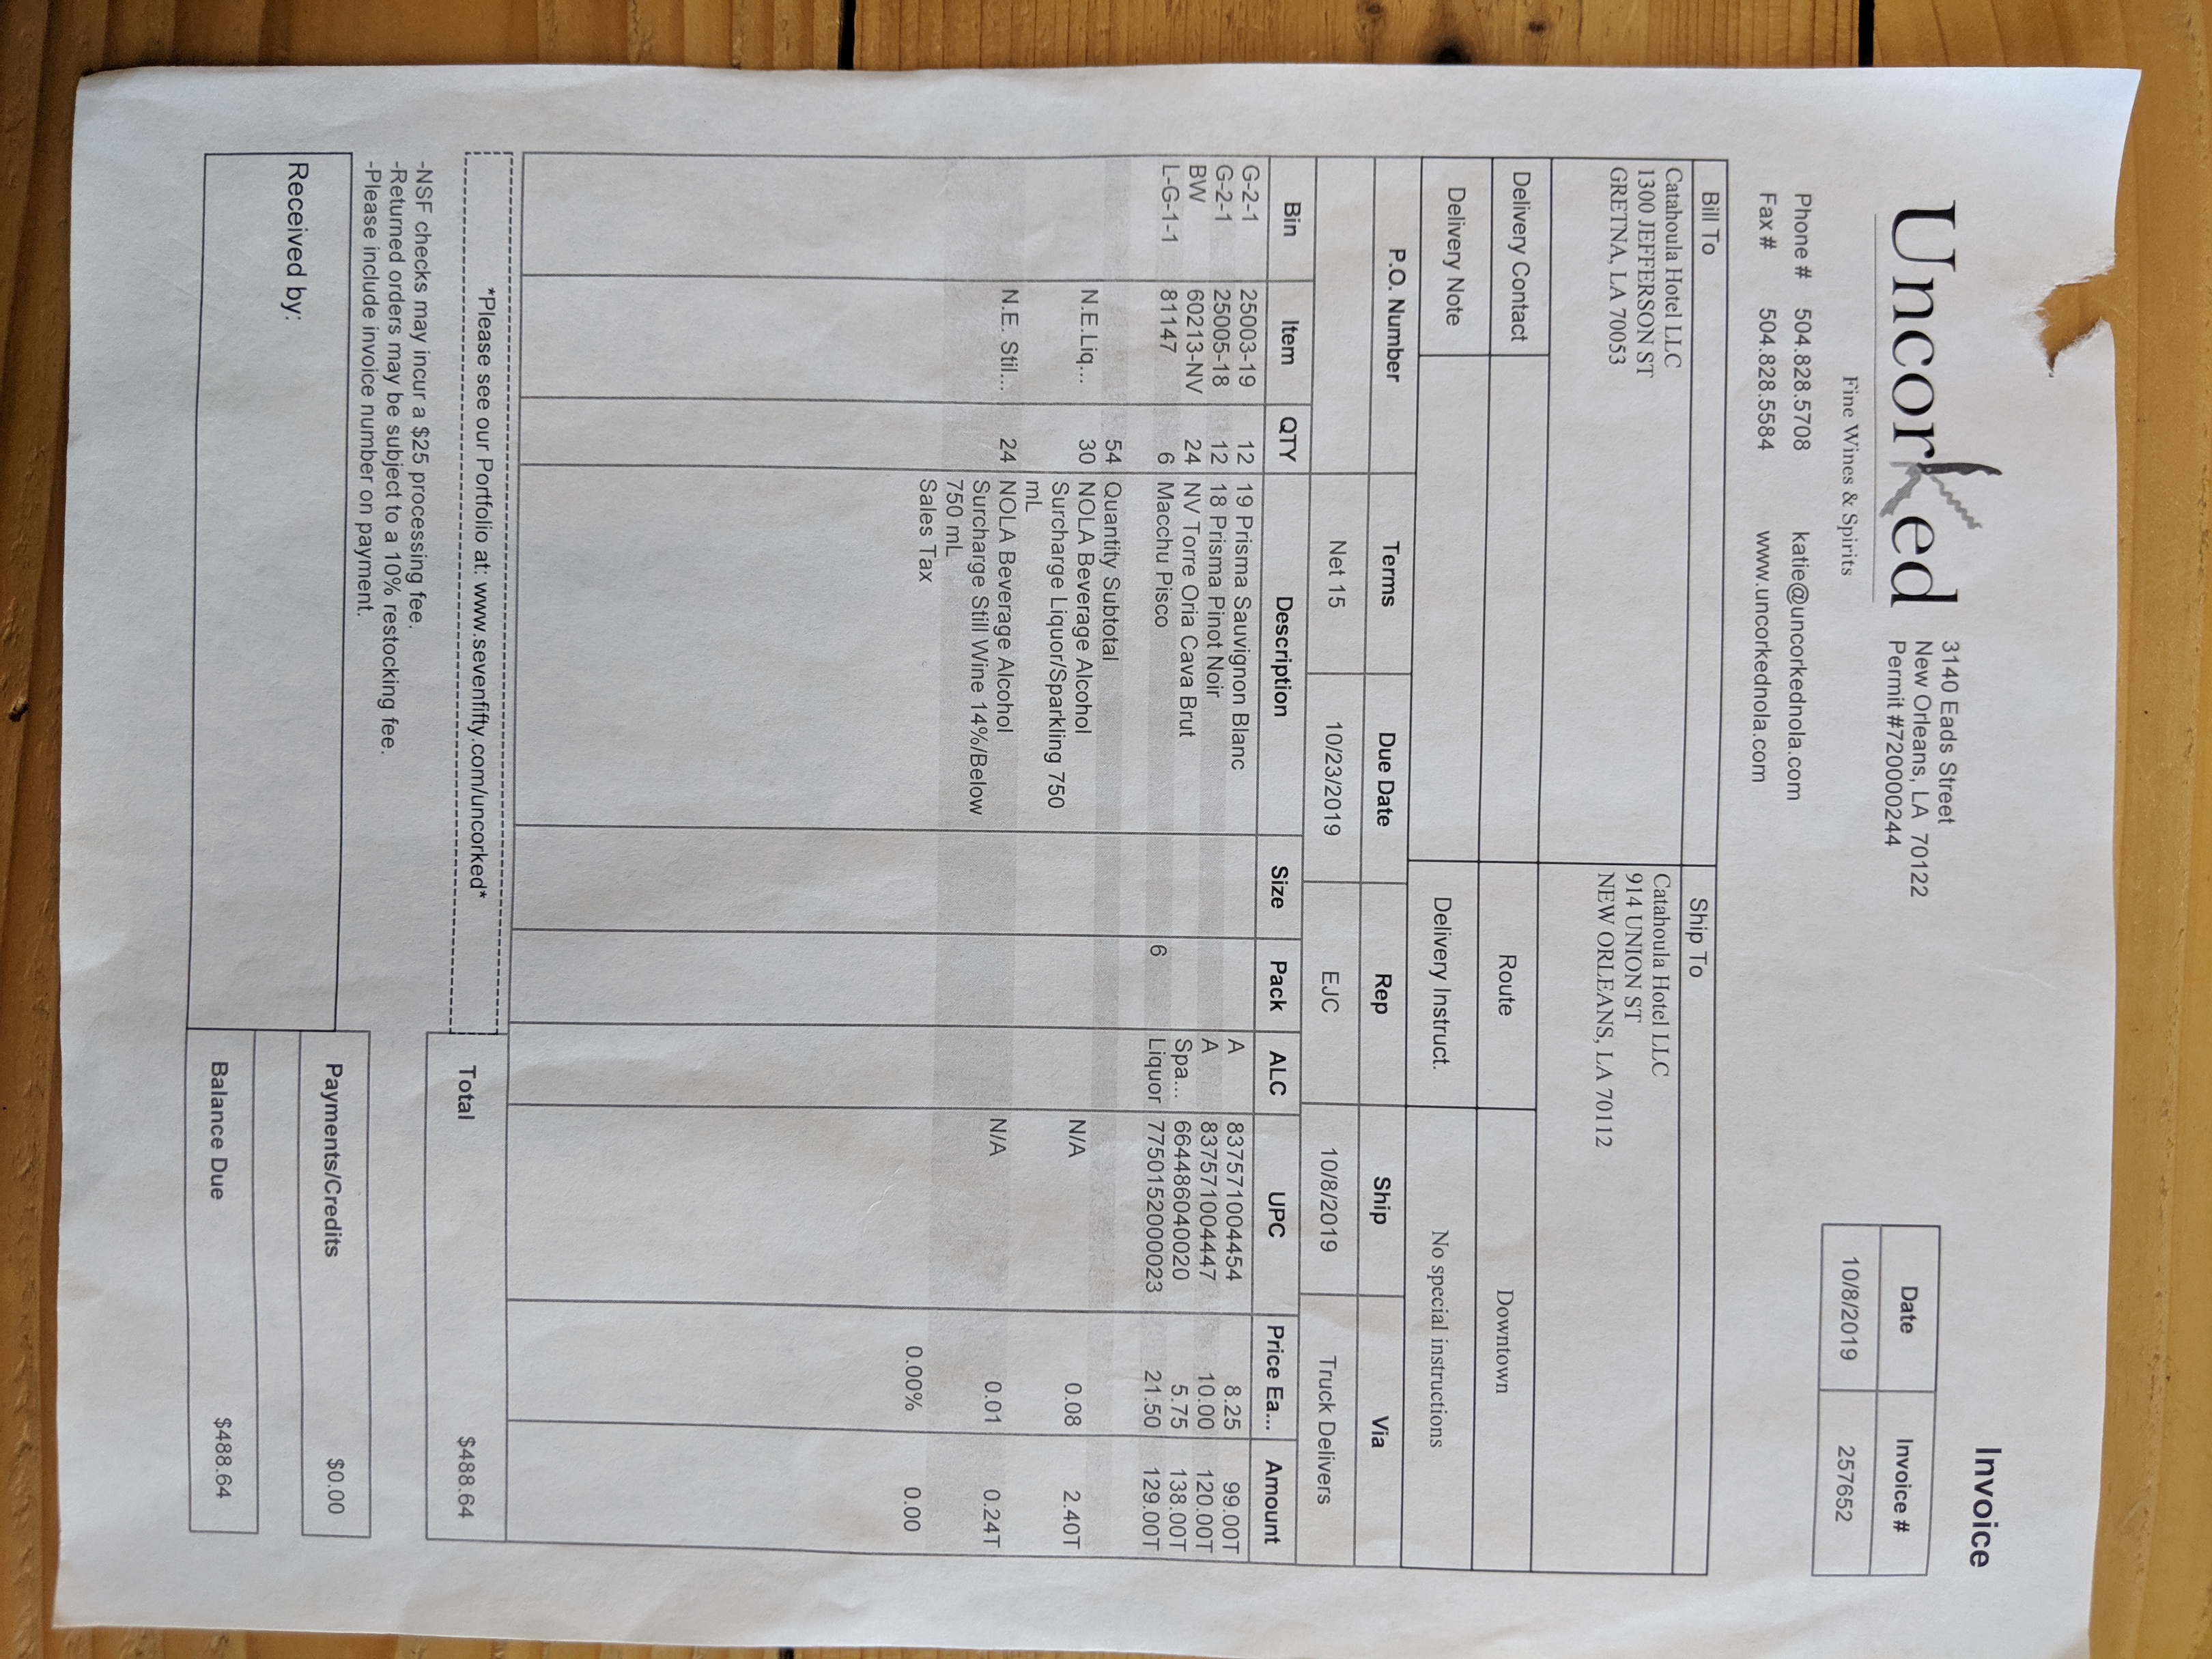 Invoice
Uncorked
Fine Wines & Spirits
3140 Eads Street
New Orleans, LA 70122
Permit #7200000244
Date Invoice #
10/8/2019 257652
Phone # 504.828.5708 katie@uncorkednola.com
Fax # 504.828.5584 www.uncorkednola.com
Bill To Ship To
Catahoula Hotel LLC
1300 JEFFERSON ST
GRETNA, LA 70053
Catahoula Hotel LLC
914 UNION ST
NEW ORLEANS, LA 70112
Delivery Contact Route Downtown
Delivery Note Delivery Instruct. No special instructions
P.O. Number Terms Due Date Rep Ship Via
Net 15 10/23/2019 EJC 10/8/2019 Truck Delivers
Bin Item QTY Description Size Pack ALC UPC Price Ea... Amount
G-2-1 25003-19 12 19 Prisma Sauvignon Blanc A 837571004454 8.25 99.00T
G-2-1 25005-18 12 18 Prisma Pinot Noir A 837571004447 10.00 120.00T
BW 60213-NV 24 NV Torre Oria Cava Brut Spa... 664486040020 5.75 138.00T
L-G-1-1 81147 6 Macchu Pisco 6 Liquor 7750152000023 21.50 129.00T
54 Quantity Subtotal
N.E.Liq... 30 NOLA Beverage Alcohol N/A 0.08 2.40T
Surcharge Liquor/Sparkling 750
mL
N.E. Stil... 24 NOLA Beverage Alcohol N/A 0.01 0.24T
Surcharge Still Wine 14%/Below
750 mL
Sales Tax 0.00% 0.00
*Please see our Portfolio at: www.sevenfifty.com/uncorked*
Total $488.64
-NSF checks may incur a $25 processing fee.
-Returned orders may be subject to a 10% restocking fee.
-Please include invoice number on payment.
Payments/Credits $0.00
Received by:
Balance Due $488.64